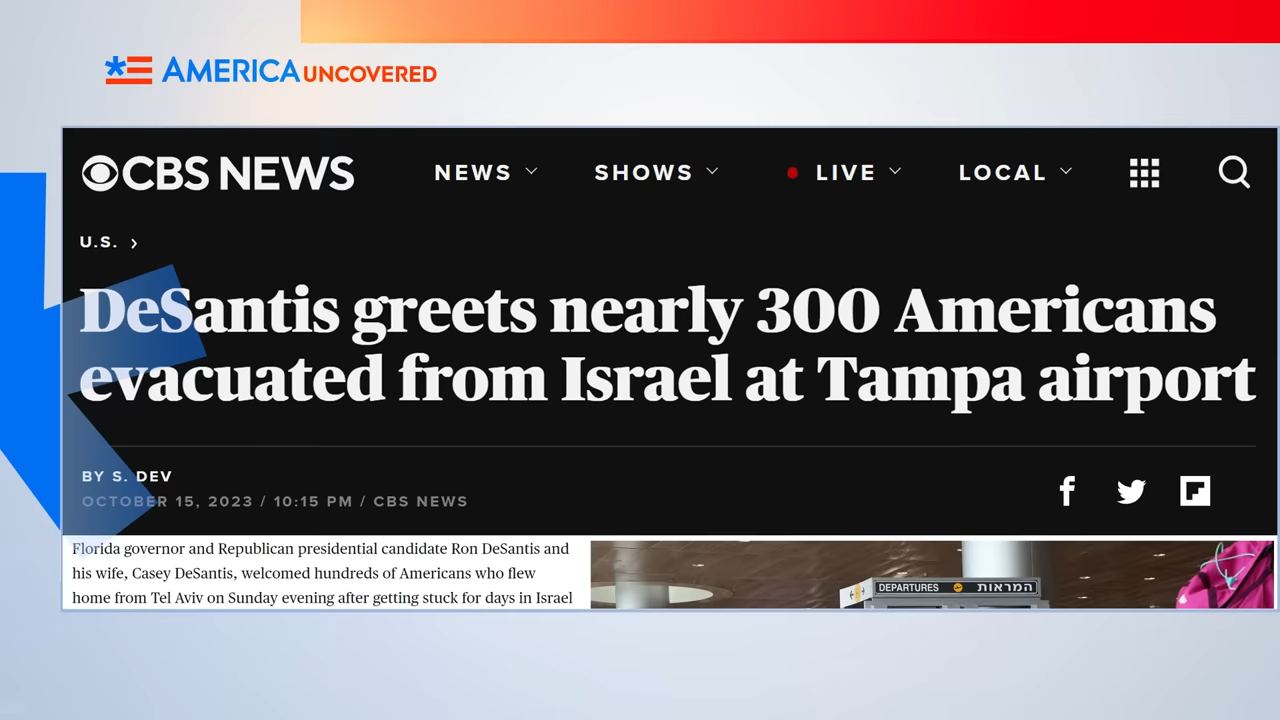 AMERICA UNCOVERED
CBS NEWS
NEWS
SHOWS
LIVE
LOCAL
U.S. ›
DeSantis greets nearly 300 Americans
evacuated from Israel at Tampa airport
BY S. DEV
OCTOBER 15, 2023 / 10:15 PM / CBS NEWS
Florida governor and Republican presidential candidate Ron DeSantis and
his wife, Casey DeSantis, welcomed hundreds of Americans who flew
home from Tel Aviv on Sunday evening after getting stuck for days in Israel
DEPARTURES המראות